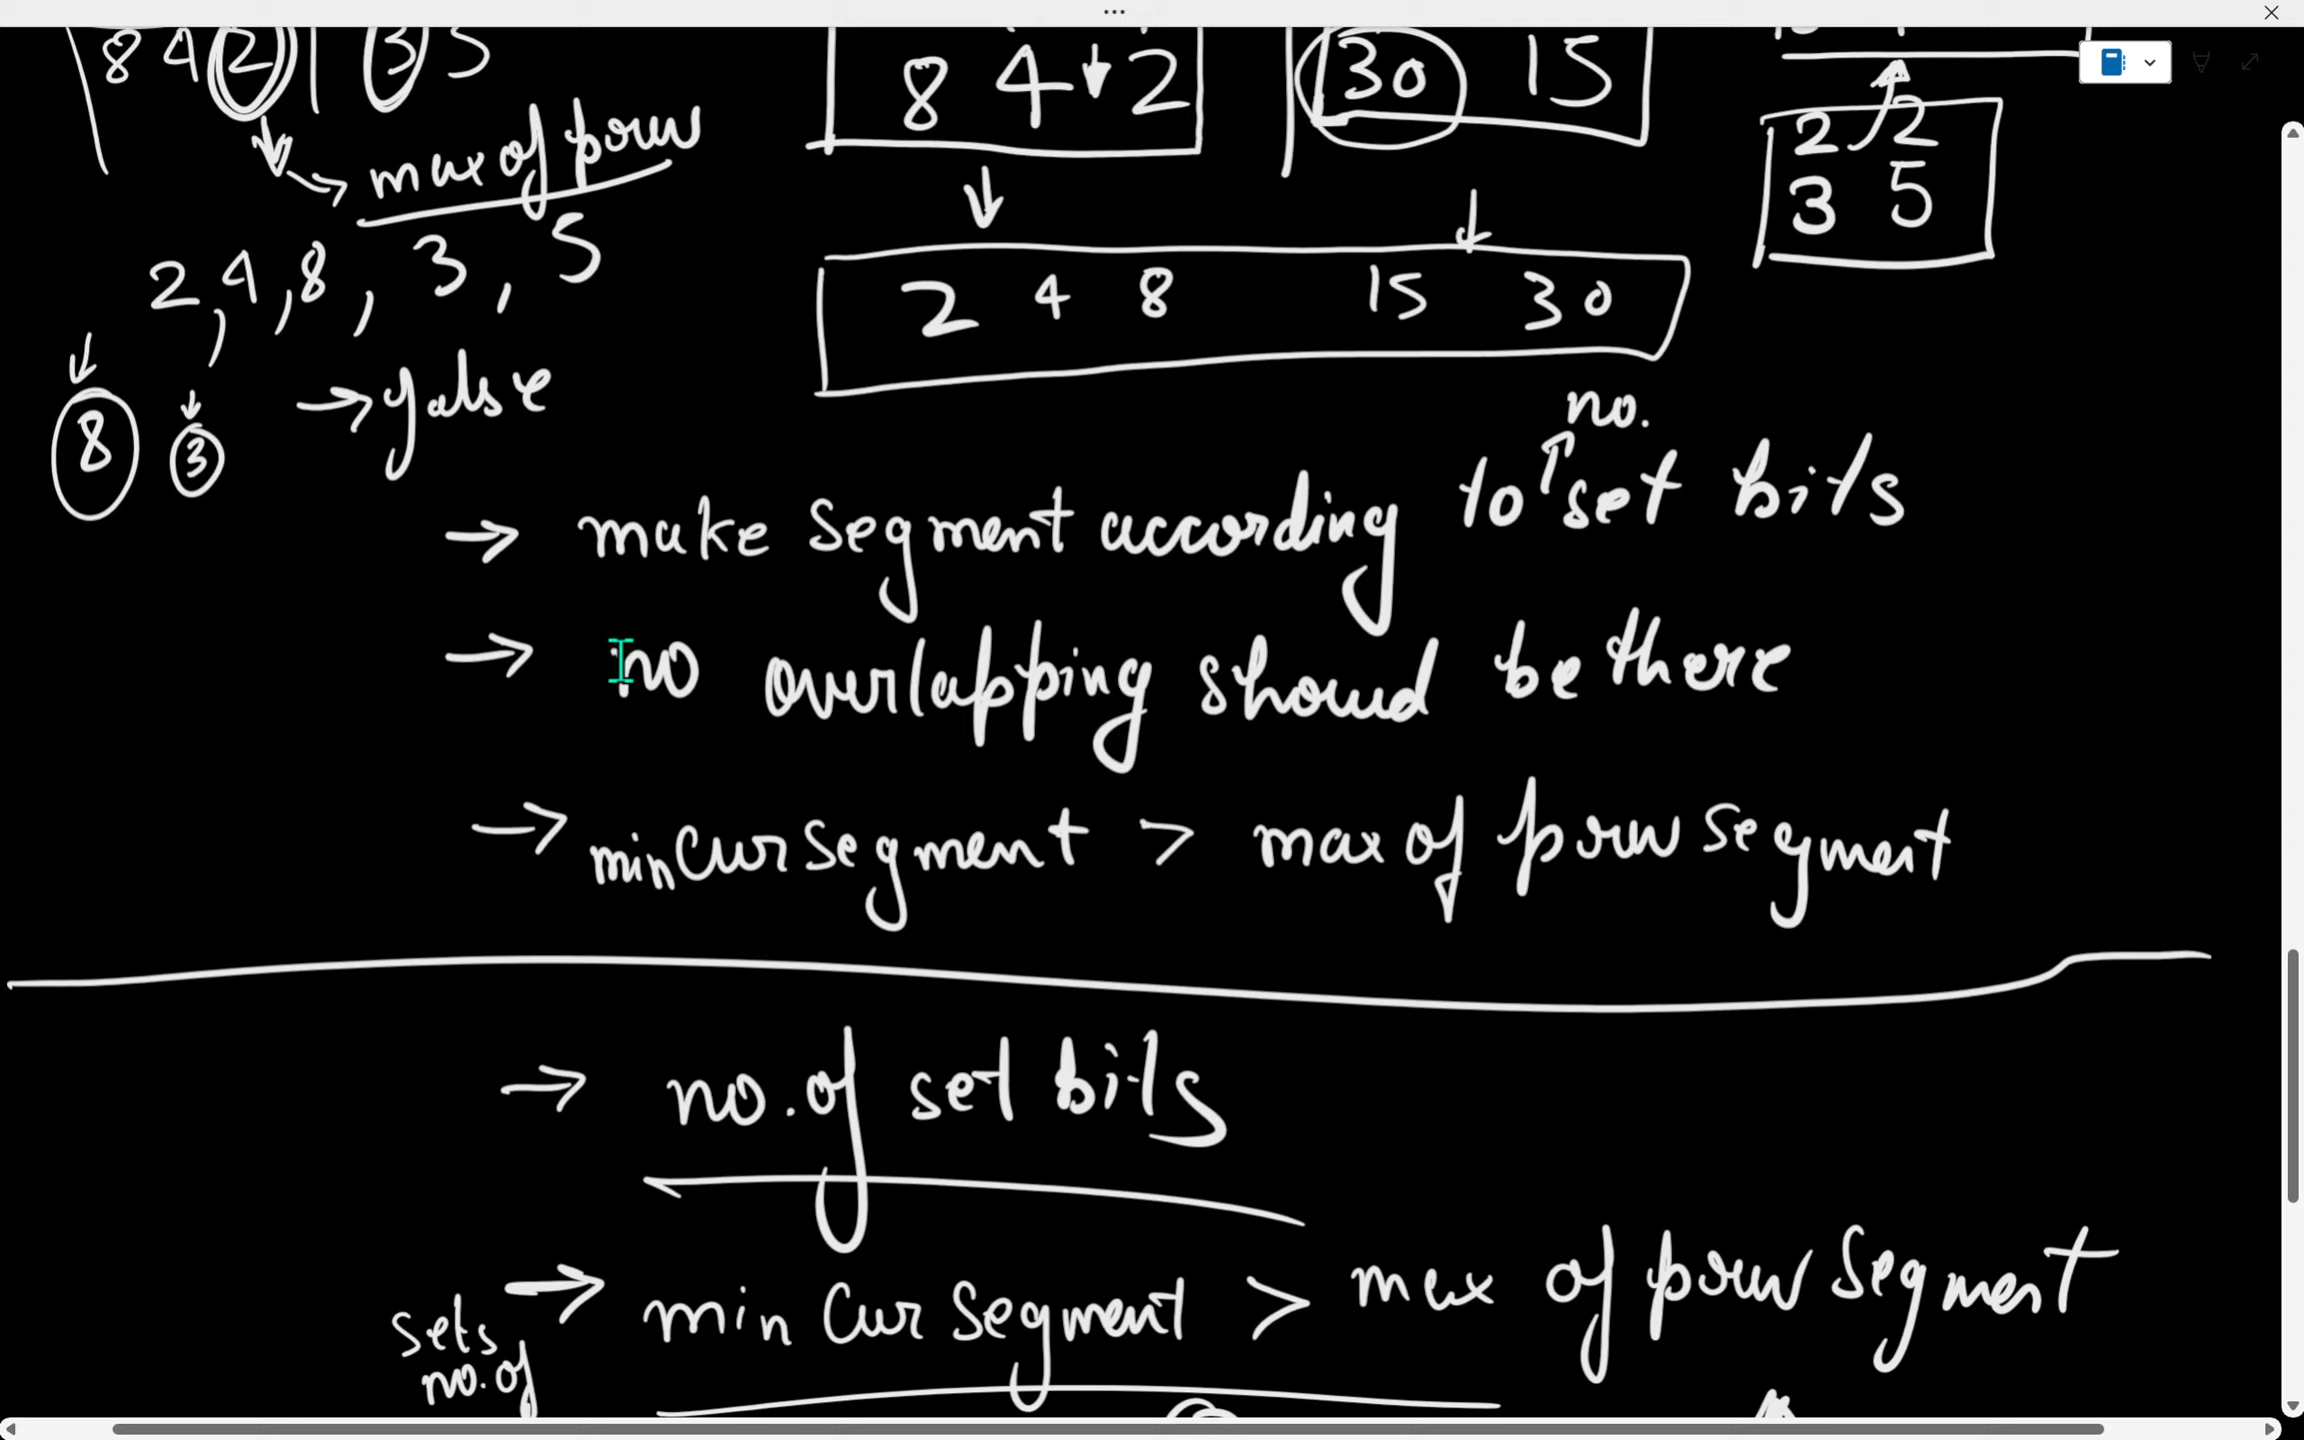 8 4 2 | 3 5
8 4 2
30 15
2 2
3 5
max of prev
2, 4, 8, 3, 5
2 4 8 15 30
8 3 → false
no.
→ make segment according to set bits
→ no overlapping should be there
→ min cur segment > max of prev segment
→ no. of set bits
→ min cur segment > max of prev segment
sets
no. of